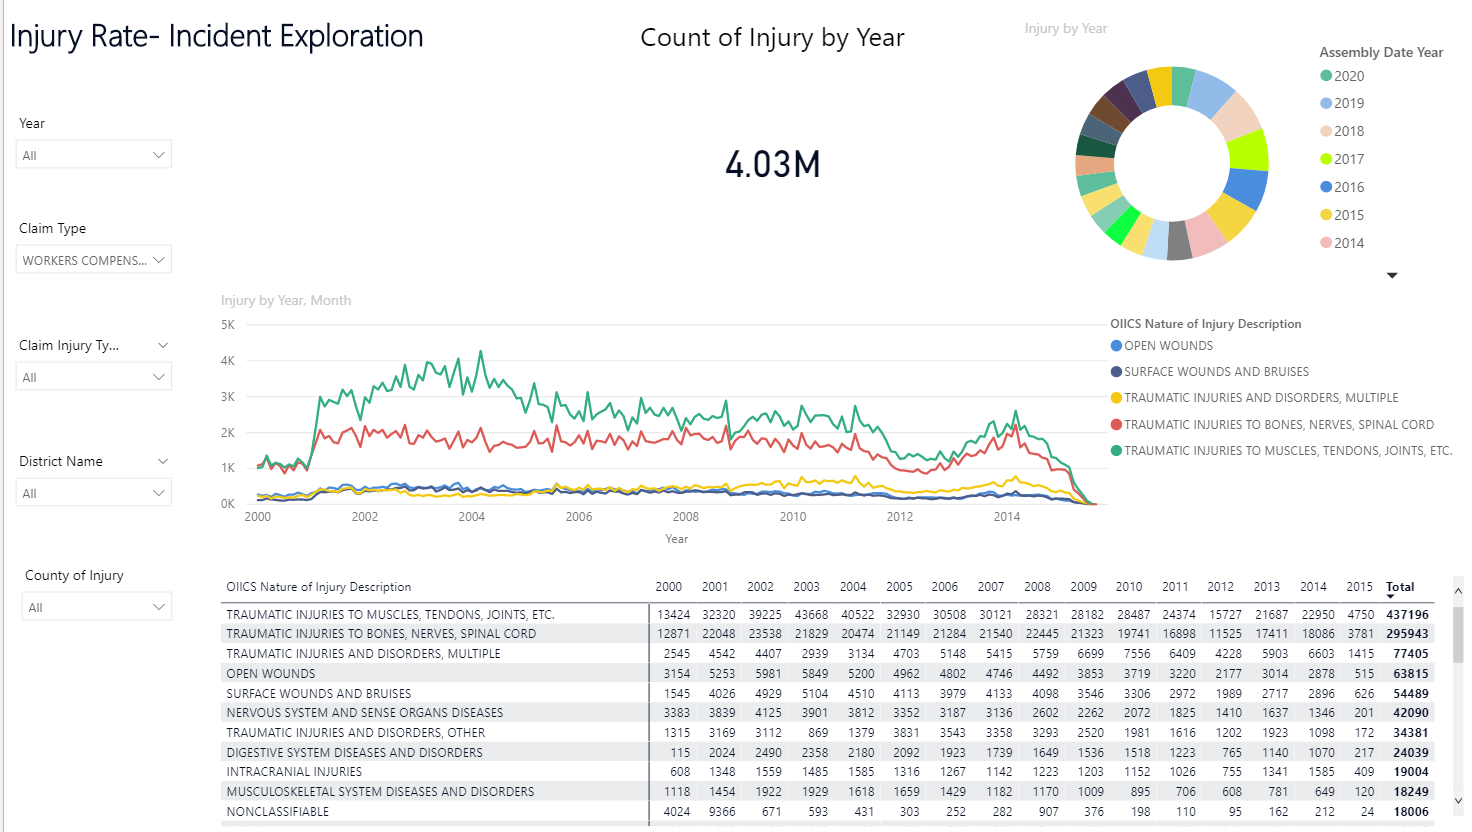 Injury Rate- Incident Exploration
Count of Injury by Year
Injury by Year
Assembly Date Year
2020
2019
2018
2017
2016
2015
2014
Year
All
4.03M
Claim Type
WORKERS COMPENS...
Claim Injury Ty...
All
District Name
All
County of Injury
All
Injury by Year, Month
5K
4K
3K
2K
1K
0K
2000 2002 2004 2006 2008 2010 2012 2014
Year
OIICS Nature of Injury Description
OPEN WOUNDS
SURFACE WOUNDS AND BRUISES
TRAUMATIC INJURIES AND DISORDERS, MULTIPLE
TRAUMATIC INJURIES TO BONES, NERVES, SPINAL CORD
TRAUMATIC INJURIES TO MUSCLES, TENDONS, JOINTS, ETC.
OIICS Nature of Injury Description 2000 2001 2002 2003 2004 2005 2006 2007 2008 2009 2010 2011 2012 2013 2014 2015 Total
TRAUMATIC INJURIES TO MUSCLES, TENDONS, JOINTS, ETC. 13424 32320 39225 43668 40522 32930 30508 30121 28321 28182 28487 24374 15727 21687 22950 4750 437196
TRAUMATIC INJURIES TO BONES, NERVES, SPINAL CORD 12871 22048 23538 21829 20474 21149 21284 21540 22445 21323 19741 16898 11525 17411 18086 3781 295943
TRAUMATIC INJURIES AND DISORDERS, MULTIPLE 2545 4542 4407 2939 3134 4703 5148 5415 5759 6699 7556 6409 4228 5903 6603 1415 77405
OPEN WOUNDS 3154 5253 5981 5849 5200 4962 4802 4746 4492 3853 3719 3220 2177 3014 2878 515 63815
SURFACE WOUNDS AND BRUISES 1545 4026 4929 5104 4510 4113 3979 4133 4098 3546 3306 2972 1989 2717 2896 626 54489
NERVOUS SYSTEM AND SENSE ORGANS DISEASES 3383 3839 4125 3901 3812 3352 3187 3136 2602 2262 2072 1825 1410 1637 1346 201 42090
TRAUMATIC INJURIES AND DISORDERS, OTHER 1315 3169 3112 869 1379 3831 3543 3358 3293 2520 1981 1616 1202 1923 1098 172 34381
DIGESTIVE SYSTEM DISEASES AND DISORDERS 115 2024 2490 2358 2180 2092 1923 1739 1649 1536 1518 1223 765 1140 1070 217 24039
INTRACRANIAL INJURIES 608 1348 1559 1485 1585 1316 1267 1142 1223 1203 1152 1026 755 1341 1585 409 19004
MUSCULOSKELETAL SYSTEM DISEASES AND DISORDERS 1118 1454 1922 1929 1618 1659 1429 1182 1170 1009 895 706 608 781 649 120 18249
NONCLASSIFIABLE 4024 9366 671 593 431 303 252 282 907 376 198 110 95 162 212 24 18006